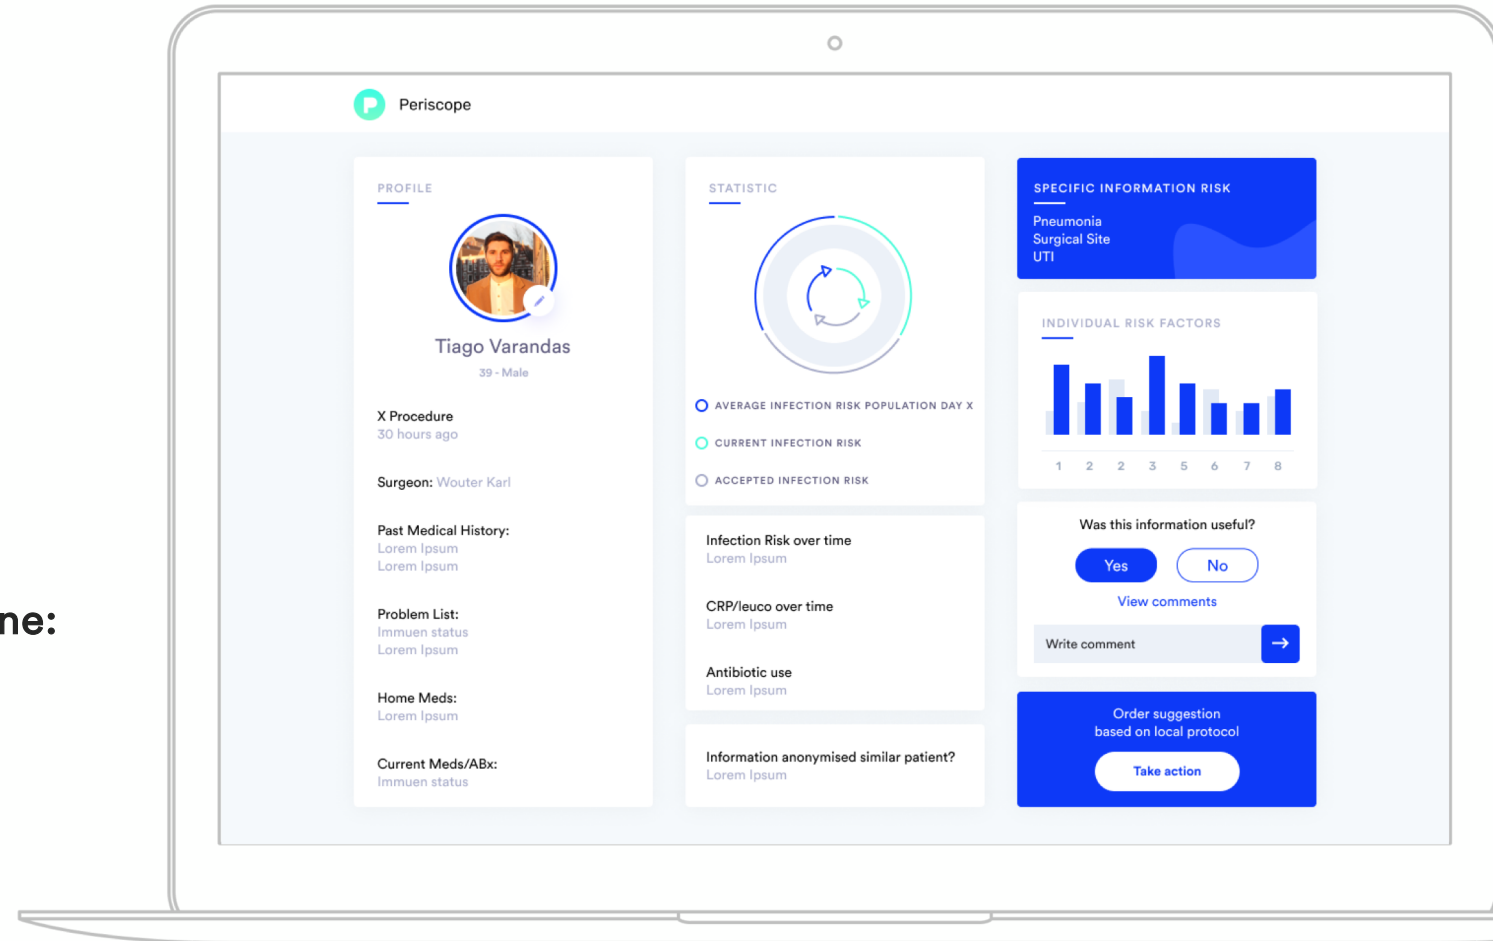 ne:
Periscope
PROFILE
Tiago Varandas
39 - Male
X Procedure
30 hours ago
Surgeon: Wouter Karl
Past Medical History:
Lorem Ipsum
Lorem Ipsum
Problem List:
Immuen status
Lorem Ipsum
Home Meds:
Lorem Ipsum
Current Meds/ABx:
Immuen status
STATISTIC
AVERAGE INFECTION RISK POPULATION DAY X
CURRENT INFECTION RISK
ACCEPTED INFECTION RISK
Infection Risk over time
Lorem Ipsum
CRP/leuco over time
Lorem Ipsum
Antibiotic use
Lorem Ipsum
Information anonymised similar patient?
Lorem Ipsum
SPECIFIC INFORMATION RISK
Pneumonia
Surgical Site
UTI
INDIVIDUAL RISK FACTORS
1 2 2 3 5 6 7 8
Was this information useful?
Yes No
View comments
Write comment
Order suggestion
based on local protocol
Take action